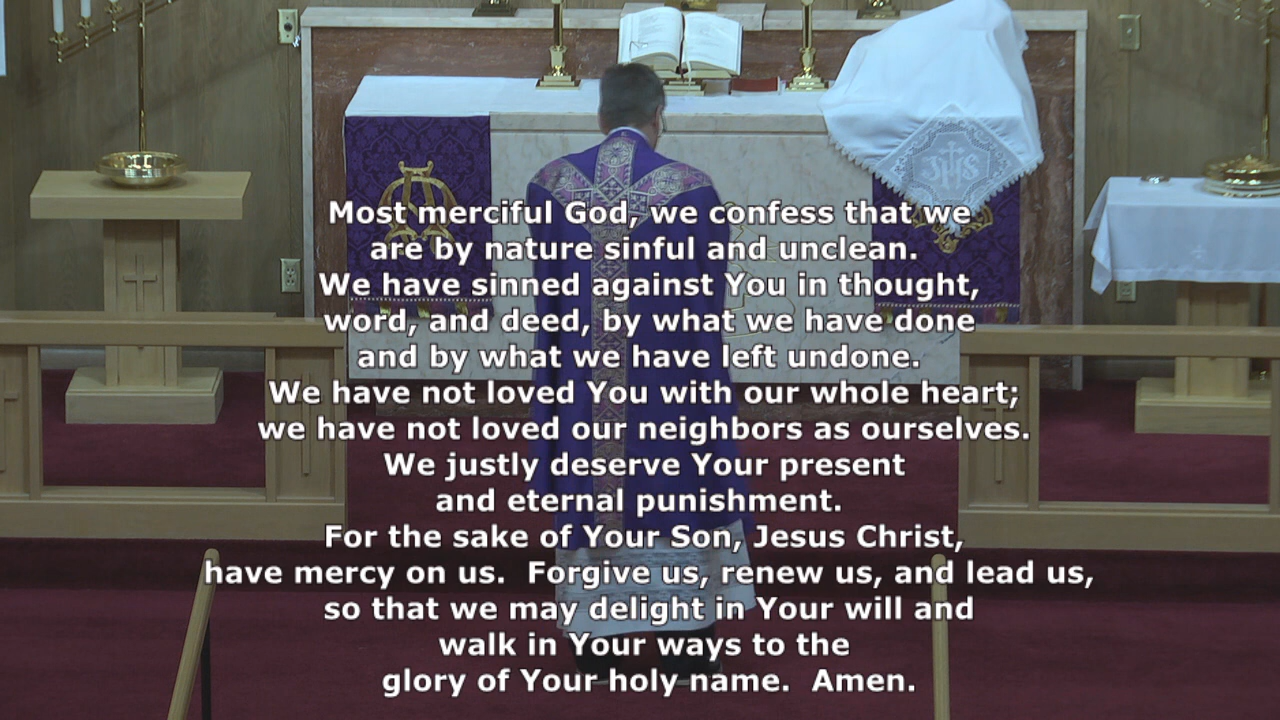 Most merciful God, we confess that we
are by nature sinful and unclean.
We have sinned against You in thought,
word, and deed, by what we have done
and by what we have left undone.
We have not loved You with our whole heart;
we have not loved our neighbors as ourselves.
We justly deserve Your present
and eternal punishment.
For the sake of Your Son, Jesus Christ,
have mercy on us.  Forgive us, renew us, and lead us,
so that we may delight in Your will and
walk in Your ways to the
glory of Your holy name.  Amen.